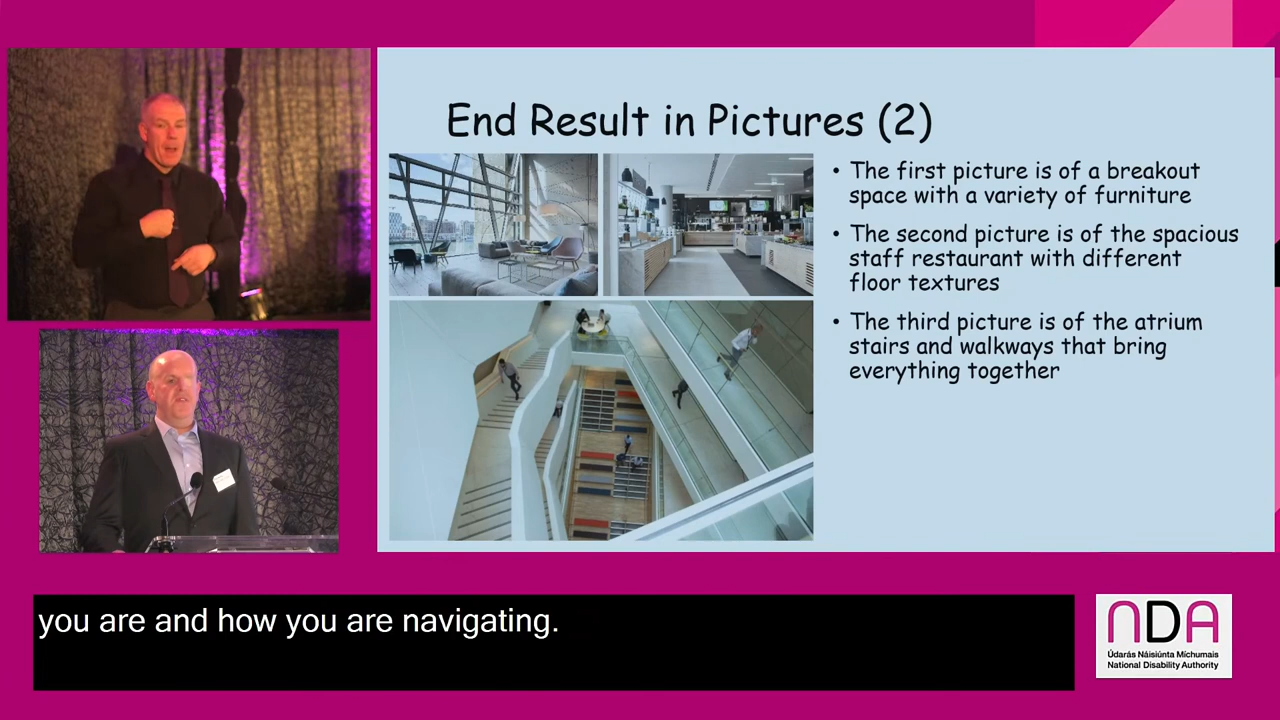 End Result in Pictures (2)
• The first picture is of a breakout
space with a variety of furniture
• The second picture is of the spacious
staff restaurant with different
floor textures
• The third picture is of the atrium
stairs and walkways that bring
everything together
you are and how you are navigating.
NDA
Údarás Náisiúnta Míchumais
National Disability Authority